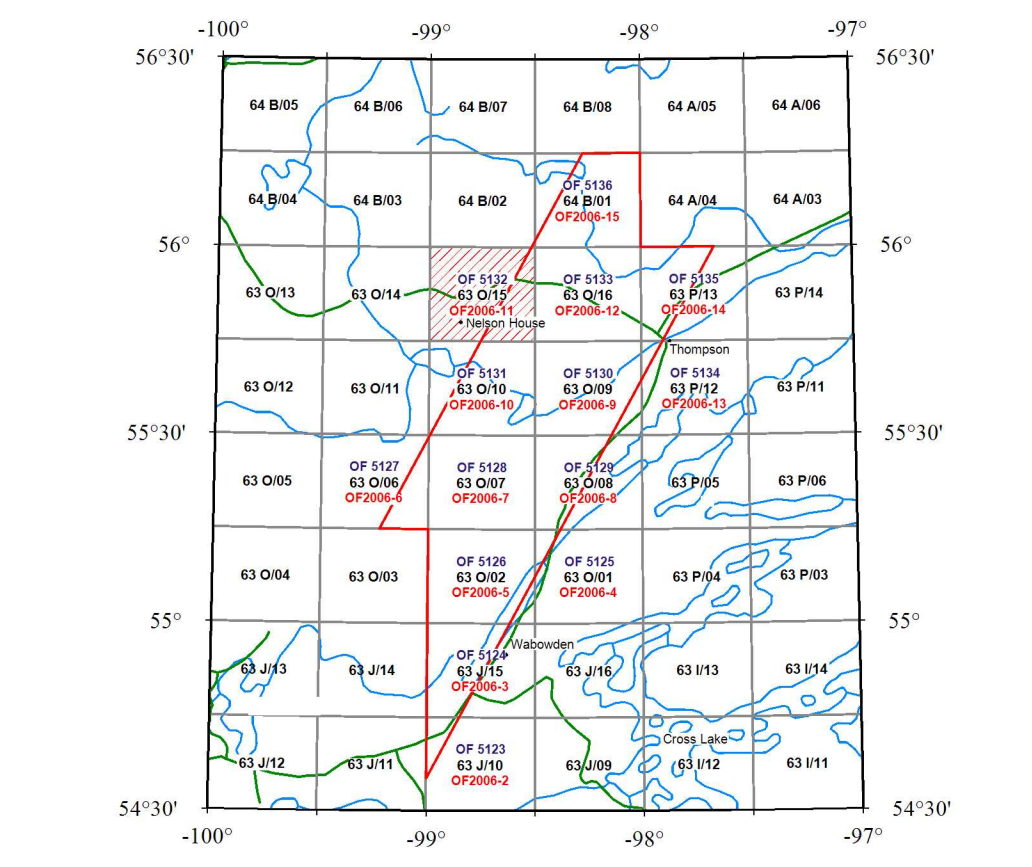 -100° -99° -98° -97°
56°30' 56°30'
64 B/05 64 B/06 64 B/07 64 B/08 64 A/05 64 A/06
OF 5136
64 B/04 64 B/03 64 B/02 64 B/01 64 A/04 64 A/03
OF2006-15
56° 56°
OF 5132 OF 5133 OF 5135
63 O/13 63 O/14 63 O/15 63 O/16 63 P/13 63 P/14
OF2006-11 OF2006-12 OF2006-14
Nelson House
Thompson
OF 5131 OF 5130 OF 5134
63 O/12 63 O/11 63 O/10 63 O/09 63 P/12 63 P/11
OF2006-10 OF2006-9 OF2006-13
55°30' 55°30'
OF 5127 OF 5128 OF 5129
63 O/05 63 O/06 63 O/07 63 O/08 63 P/05 63 P/06
OF2006-6 OF2006-7 OF2006-8
OF 5126 OF 5125
63 O/04 63 O/03 63 O/02 63 O/01 63 P/04 63 P/03
OF2006-5 OF2006-4
55° 55°
Wabowden
OF 5124
63 J/13 63 J/14 63 J/15 63 J/16 63 I/13 63 I/14
OF2006-3
Cross Lake
OF 5123
63 J/12 63 J/11 63 J/10 63 J/09 63 I/12 63 I/11
OF2006-2
54°30' 54°30'
-100° -99° -98° -97°